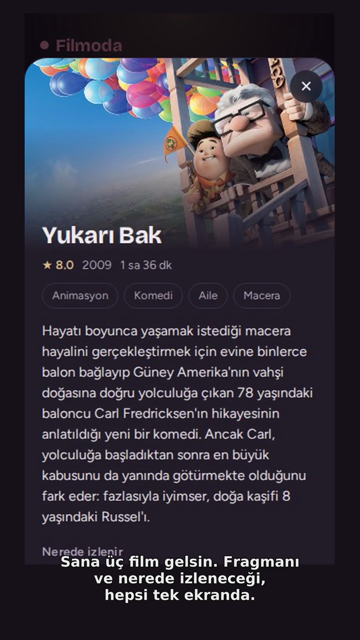 Filmoda
Yukarı Bak
★ 8.0 2009 1 sa 36 dk
Animasyon Komedi Aile Macera
Hayatı boyunca yaşamak istediği macera
hayalini gerçekleştirmek için evine binlerce
balon bağlayıp Güney Amerika'nın vahşi
doğasına doğru yolculuğa çıkan 78 yaşındaki
baloncu Carl Fredricksen'ın hikayesinin
anlatıldığı yeni bir komedi. Ancak Carl,
yolculuğa başladıktan sonra en büyük
kabusunu da yanında götürmekte olduğunu
fark eder: fazlasıyla iyimser, doğa kaşifi 8
yaşındaki Russel'ı.
Nerede izlenir
Sana üç film gelsin. Fragmanı
ve nerede izleneceği,
hepsi tek ekranda.